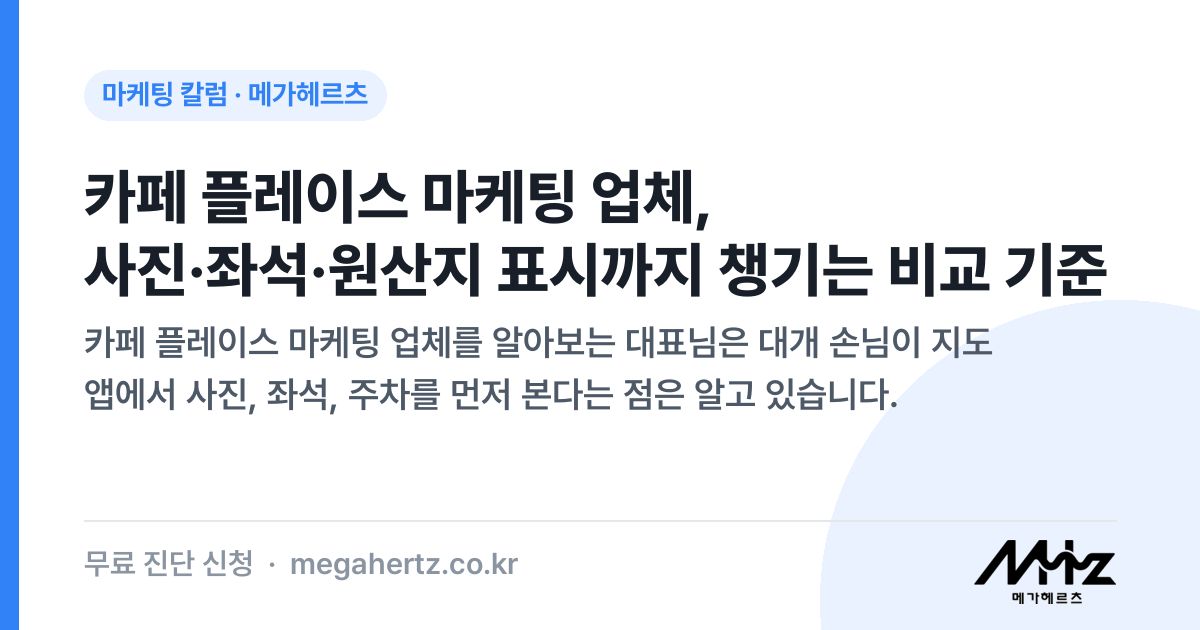 마케팅 칼럼 · 메가헤르츠
카페 플레이스 마케팅 업체,
사진·좌석·원산지 표시까지 챙기는 비교 기준
카페 플레이스 마케팅 업체를 알아보는 대표님은 대개 손님이 지도
앱에서 사진, 좌석, 주차를 먼저 본다는 점은 알고 있습니다.
무료 진단 신청 · megahertz.co.kr
MHz
메가헤르츠